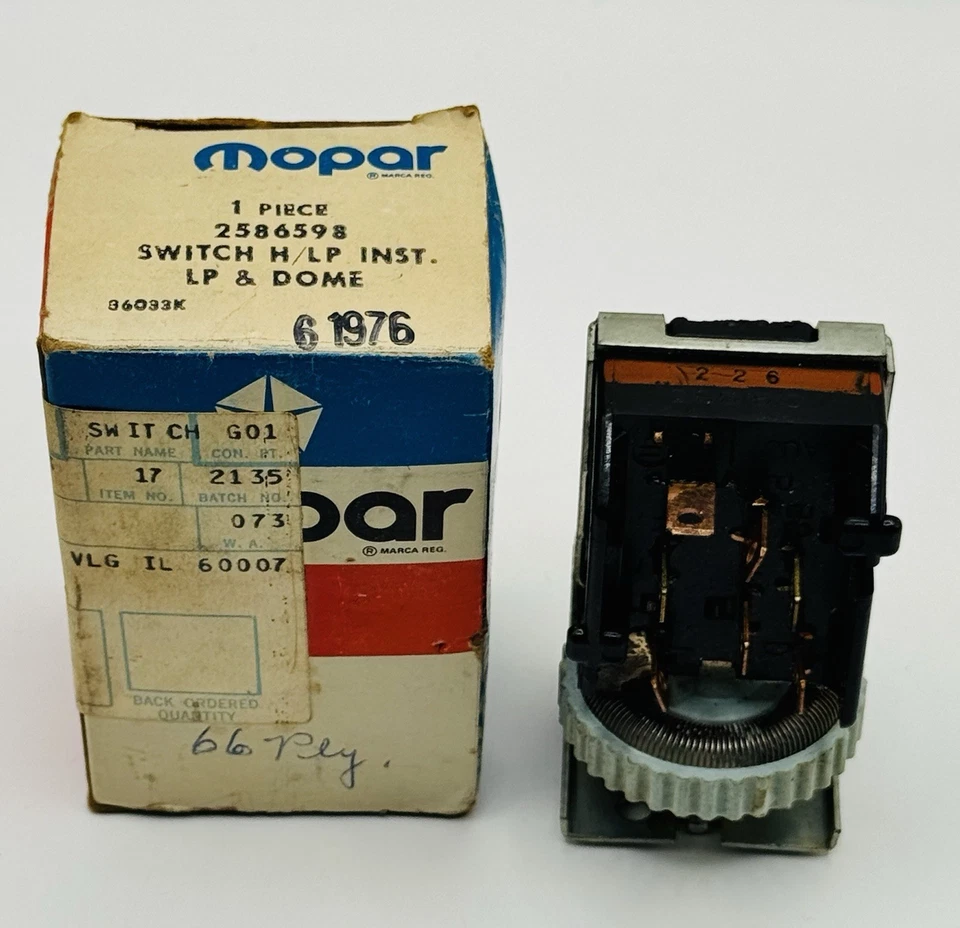 mopar
® MARCA REG.
1 PIECE
2586598
SWITCH H/LP INST.
LP & DOME
36033K
6 1976
SWITCH G01
PART NAME CON. PT.
17 2135
ITEM NO. BATCH NO.
073
W. A.
VLG IL 60007
BACK ORDERED
QUANTITY
par
® MARCA REG.
66 Ply.
2-2 6